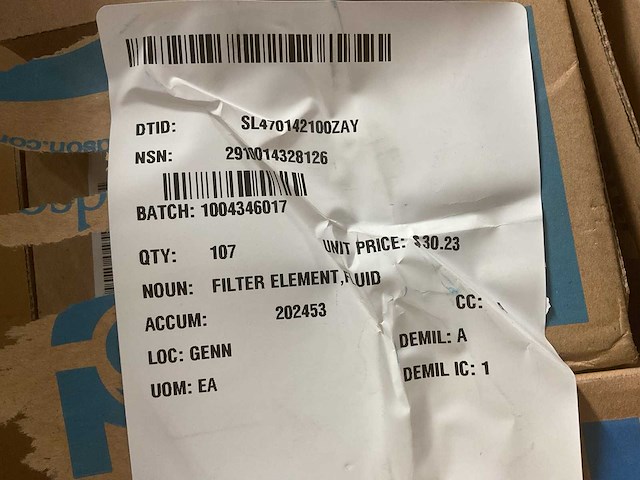 DTID: SL470142100ZAY
NSN: 2910014328126
BATCH: 1004346017
QTY: 107 UNIT PRICE: $30.23
NOUN: FILTER ELEMENT,FLUID
CC:
ACCUM: 202453
DEMIL: A
LOC: GENN
DEMIL IC: 1
UOM: EA